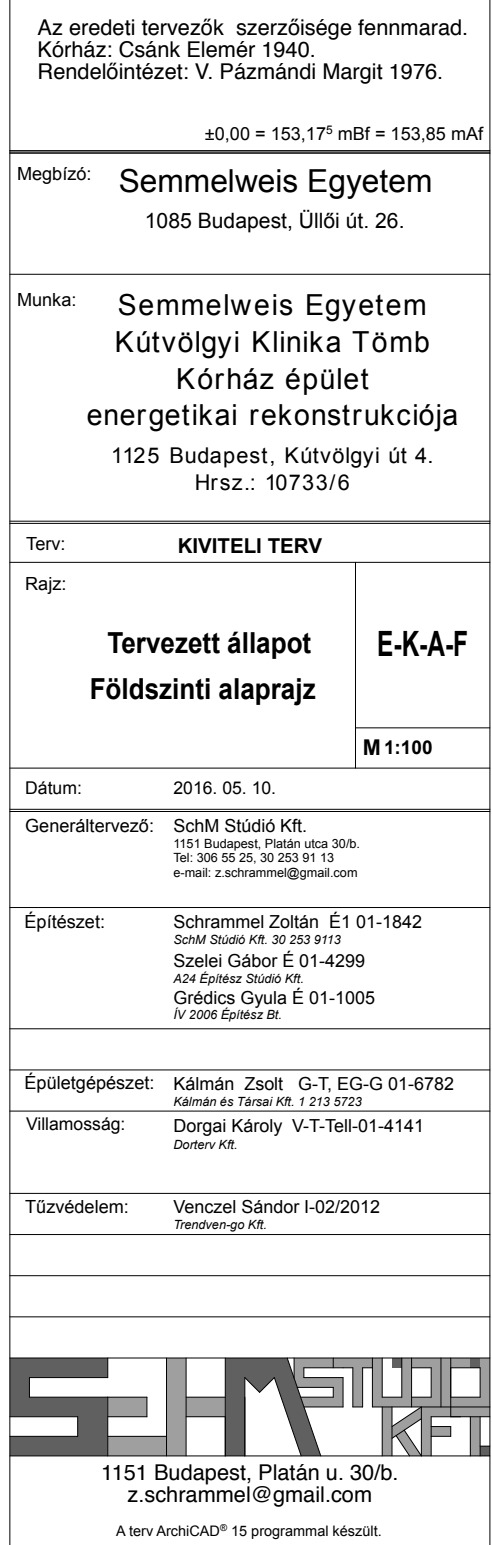 Az eredeti tervezők szerzőisége fennmarad.
Kórház: Csánk Elemér 1940.
Rendelőintézet: V. Pázmándi Margit 1976.
±0,00 = 153,17⁵ mBf = 153,85 mAf
Megbízó: Semmelweis Egyetem
1085 Budapest, Üllői út. 26.
Munka: Semmelweis Egyetem
Kútvölgyi Klinika Tömb
Kórház épület
energetikai rekonstrukciója
1125 Budapest, Kútvölgyi út 4.
Hrsz.: 10733/6
Terv: KIVITELI TERV
Rajz:
Tervezett állapot
Földszinti alaprajz
E-K-A-F
M 1:100
Dátum: 2016. 05. 10.
Generáltervező: SchM Stúdió Kft.
1151 Budapest, Platán utca 30/b.
Tel: 306 55 25, 30 253 91 13
e-mail: z.schrammel@gmail.com
Építészet: Schrammel Zoltán É1 01-1842
SchM Stúdió Kft. 30 253 9113
Szelei Gábor É 01-4299
A24 Építész Stúdió Kft.
Grédics Gyula É 01-1005
ÍV 2006 Építész Bt.
Épületgépészet: Kálmán Zsolt G-T, EG-G 01-6782
Kálmán és Társai Kft. 1 213 5723
Villamosság: Dorgai Károly V-T-Tell-01-4141
Dorterv Kft.
Tűzvédelem: Venczel Sándor I-02/2012
Trendven-go Kft.
SCHM STÚDIÓ
KFT.
1151 Budapest, Platán u. 30/b.
z.schrammel@gmail.com
A terv ArchiCAD® 15 programmal készült.